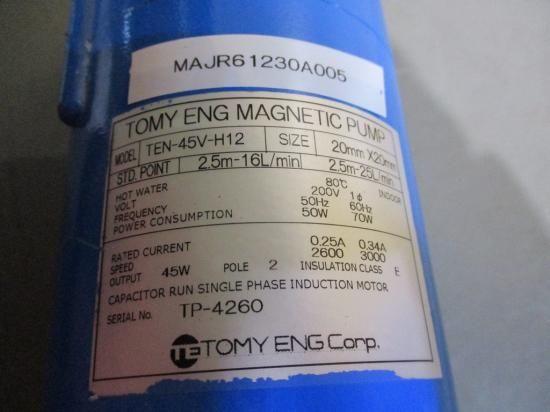 MAJR61230A005
TOMY ENG MAGNETIC PUMP
MODEL TEN-45V-H12 SIZE 20mm X20mm
STD. POINT 2.5m-16L/min 2.5m-25L/min
HOT WATER 80℃ INDOOR
VOLT 200V 1ϕ
FREQUENCY 50Hz 60Hz
POWER CONSUMPTION 50W 70W
RATED CURRENT 0.25A 0.34A
SPEED 2600 3000
OUTPUT 45W POLE 2 INSULATION CLASS E
CAPACITOR RUN SINGLE PHASE INDUCTION MOTOR
SERIAL No. TP-4260
TE TOMY ENG Corp.